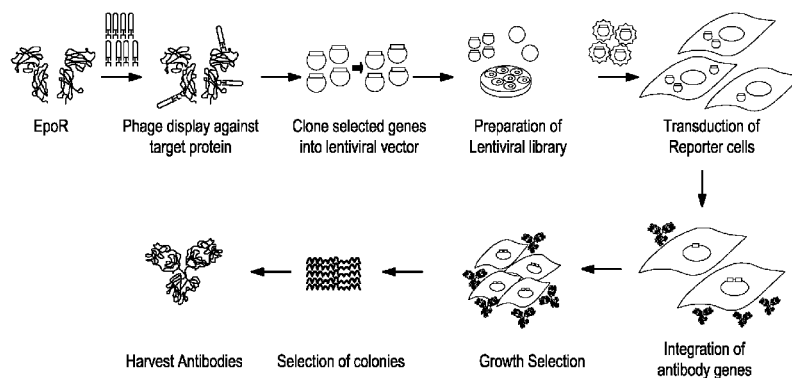 EpoR
Phage display against
target protein
Clone selected genes
into lentiviral vector
Preparation of
Lentiviral library
Transduction of
Reporter cells
Integration of
antibody genes
Growth Selection
Selection of colonies
Harvest Antibodies